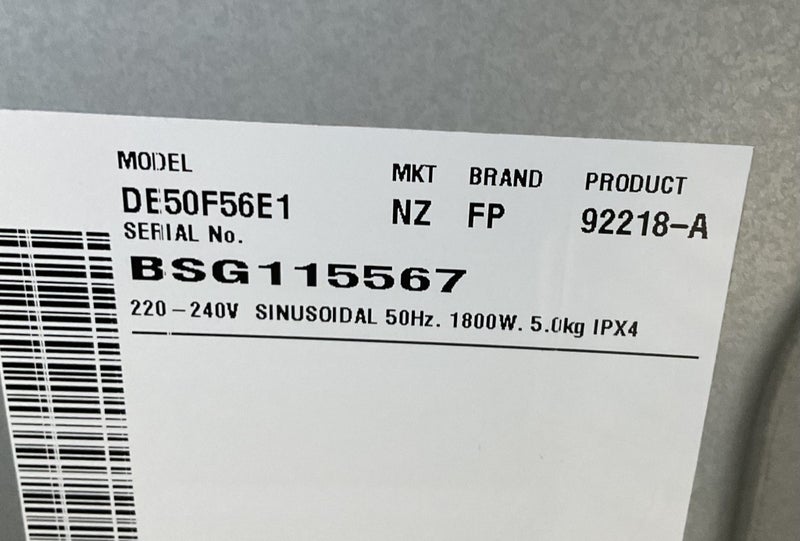 MODEL MKT BRAND PRODUCT
DE50F56E1 NZ FP 92218-A
SERIAL No.
BSG115567
220-240V SINUSOIDAL 50Hz. 1800W. 5.0kg IPX4